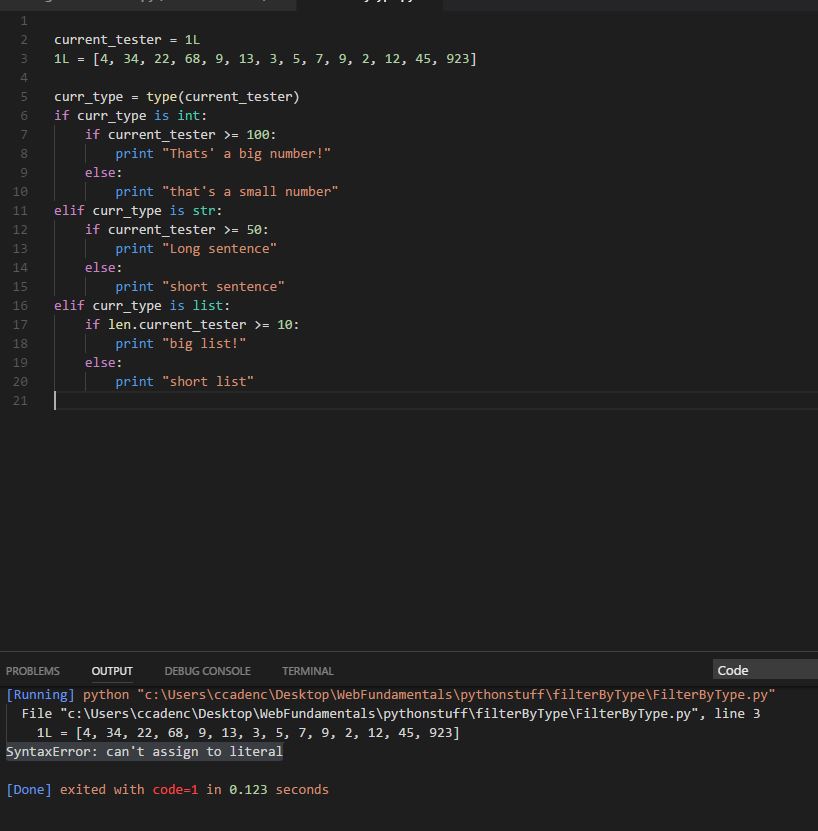 1
2 current_tester = 1L
3 1L = [4, 34, 22, 68, 9, 13, 3, 5, 7, 9, 2, 12, 45, 923]
4
5 curr_type = type(current_tester)
6 if curr_type is int:
7     if current_tester >= 100:
8         print "Thats' a big number!"
9     else:
10         print "that's a small number"
11 elif curr_type is str:
12     if current_tester >= 50:
13         print "Long sentence"
14     else:
15         print "short sentence"
16 elif curr_type is list:
17     if len.current_tester >= 10:
18         print "big list!"
19     else:
20         print "short list"
21
PROBLEMS OUTPUT DEBUG CONSOLE TERMINAL Code
[Running] python "c:\Users\ccadenc\Desktop\WebFundamentals\pythonstuff\filterByType\FilterByType.py"
  File "c:\Users\ccadenc\Desktop\WebFundamentals\pythonstuff\filterByType\FilterByType.py", line 3
    1L = [4, 34, 22, 68, 9, 13, 3, 5, 7, 9, 2, 12, 45, 923]
SyntaxError: can't assign to literal
[Done] exited with code=1 in 0.123 seconds